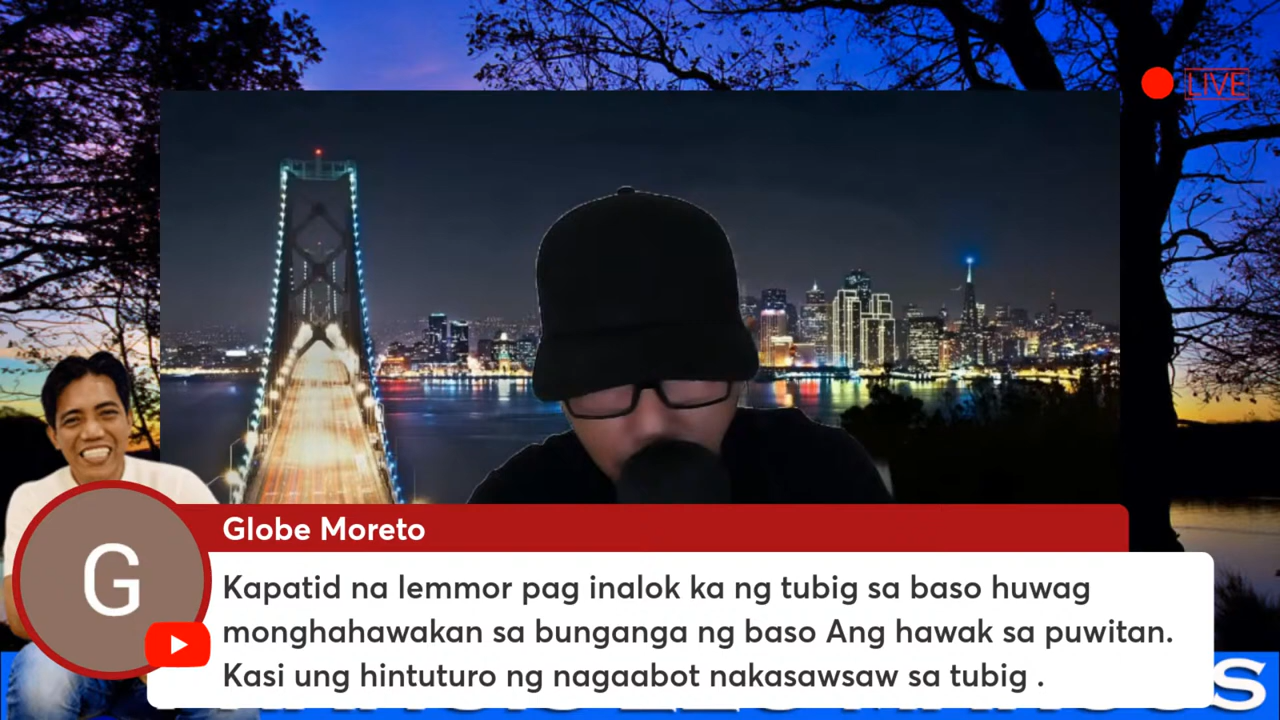 LIVE
Globe Moreto
G
Kapatid na lemmor pag inalok ka ng tubig sa baso huwag
monghahawakan sa bunganga ng baso Ang hawak sa puwitan.
Kasi ung hintuturo ng nagaabot nakasawsaw sa tubig .